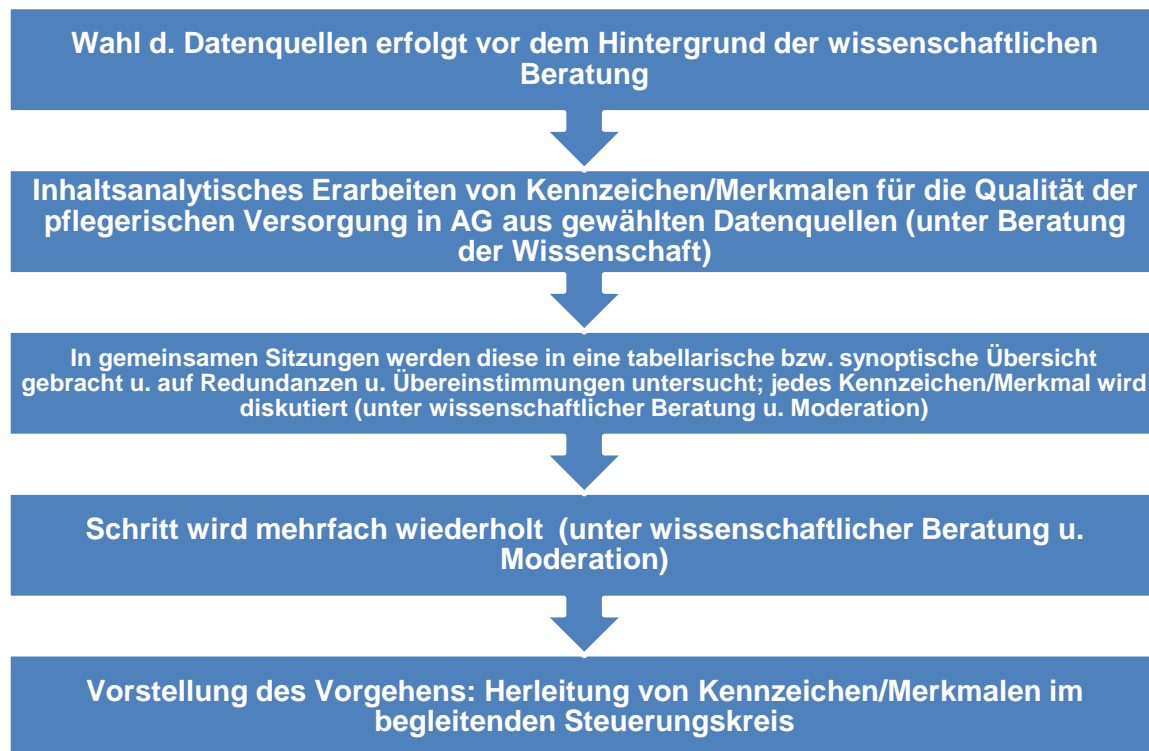 Wahl d. Datenquellen erfolgt vor dem Hintergrund der wissenschaftlichen
Beratung
Inhaltsanalytisches Erarbeiten von Kennzeichen/Merkmalen für die Qualität der
pflegerischen Versorgung in AG aus gewählten Datenquellen (unter Beratung
der Wissenschaft)
In gemeinsamen Sitzungen werden diese in eine tabellarische bzw. synoptische Übersicht
gebracht u. auf Redundanzen u. Übereinstimmungen untersucht; jedes Kennzeichen/Merkmal wird
diskutiert (unter wissenschaftlicher Beratung u. Moderation)
Schritt wird mehrfach wiederholt (unter wissenschaftlicher Beratung u.
Moderation)
Vorstellung des Vorgehens: Herleitung von Kennzeichen/Merkmalen im
begleitenden Steuerungskreis